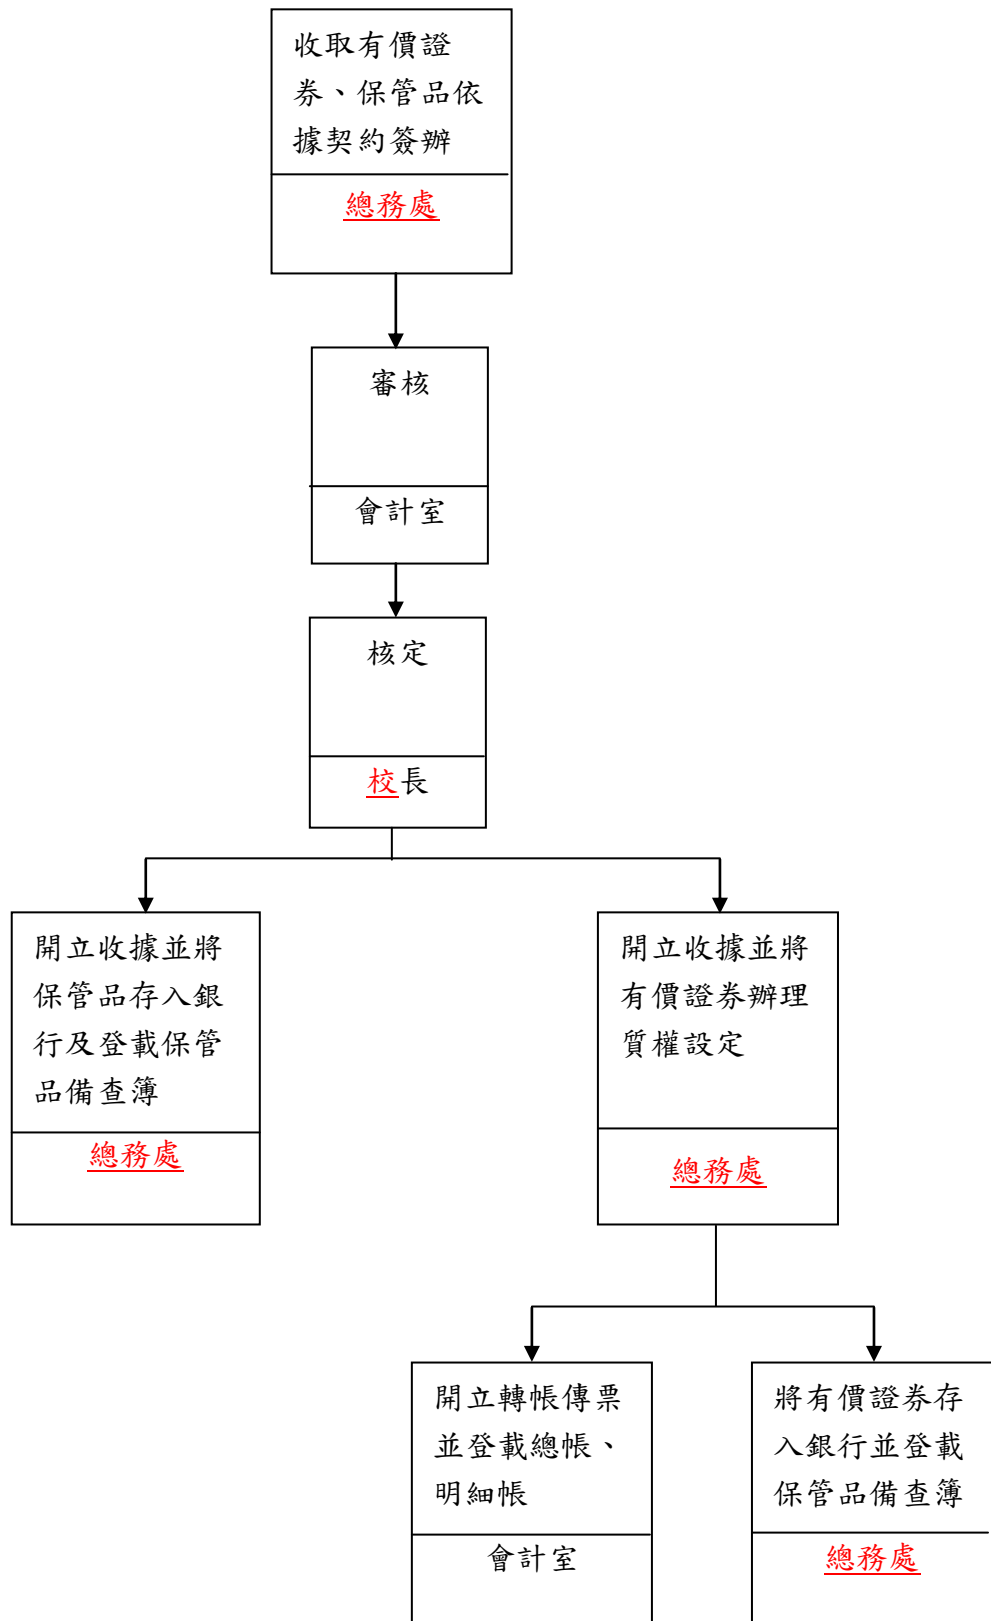 收取有價證
券、保管品依
據契約簽辦
總務處
審核
會計室
核定
校長
開立收據並將
保管品存入銀
行及登載保管
品備查簿
總務處
開立收據並將
有價證券辦理
質權設定
總務處
開立轉帳傳票
並登載總帳、
明細帳
會計室
將有價證券存
入銀行並登載
保管品備查簿
總務處